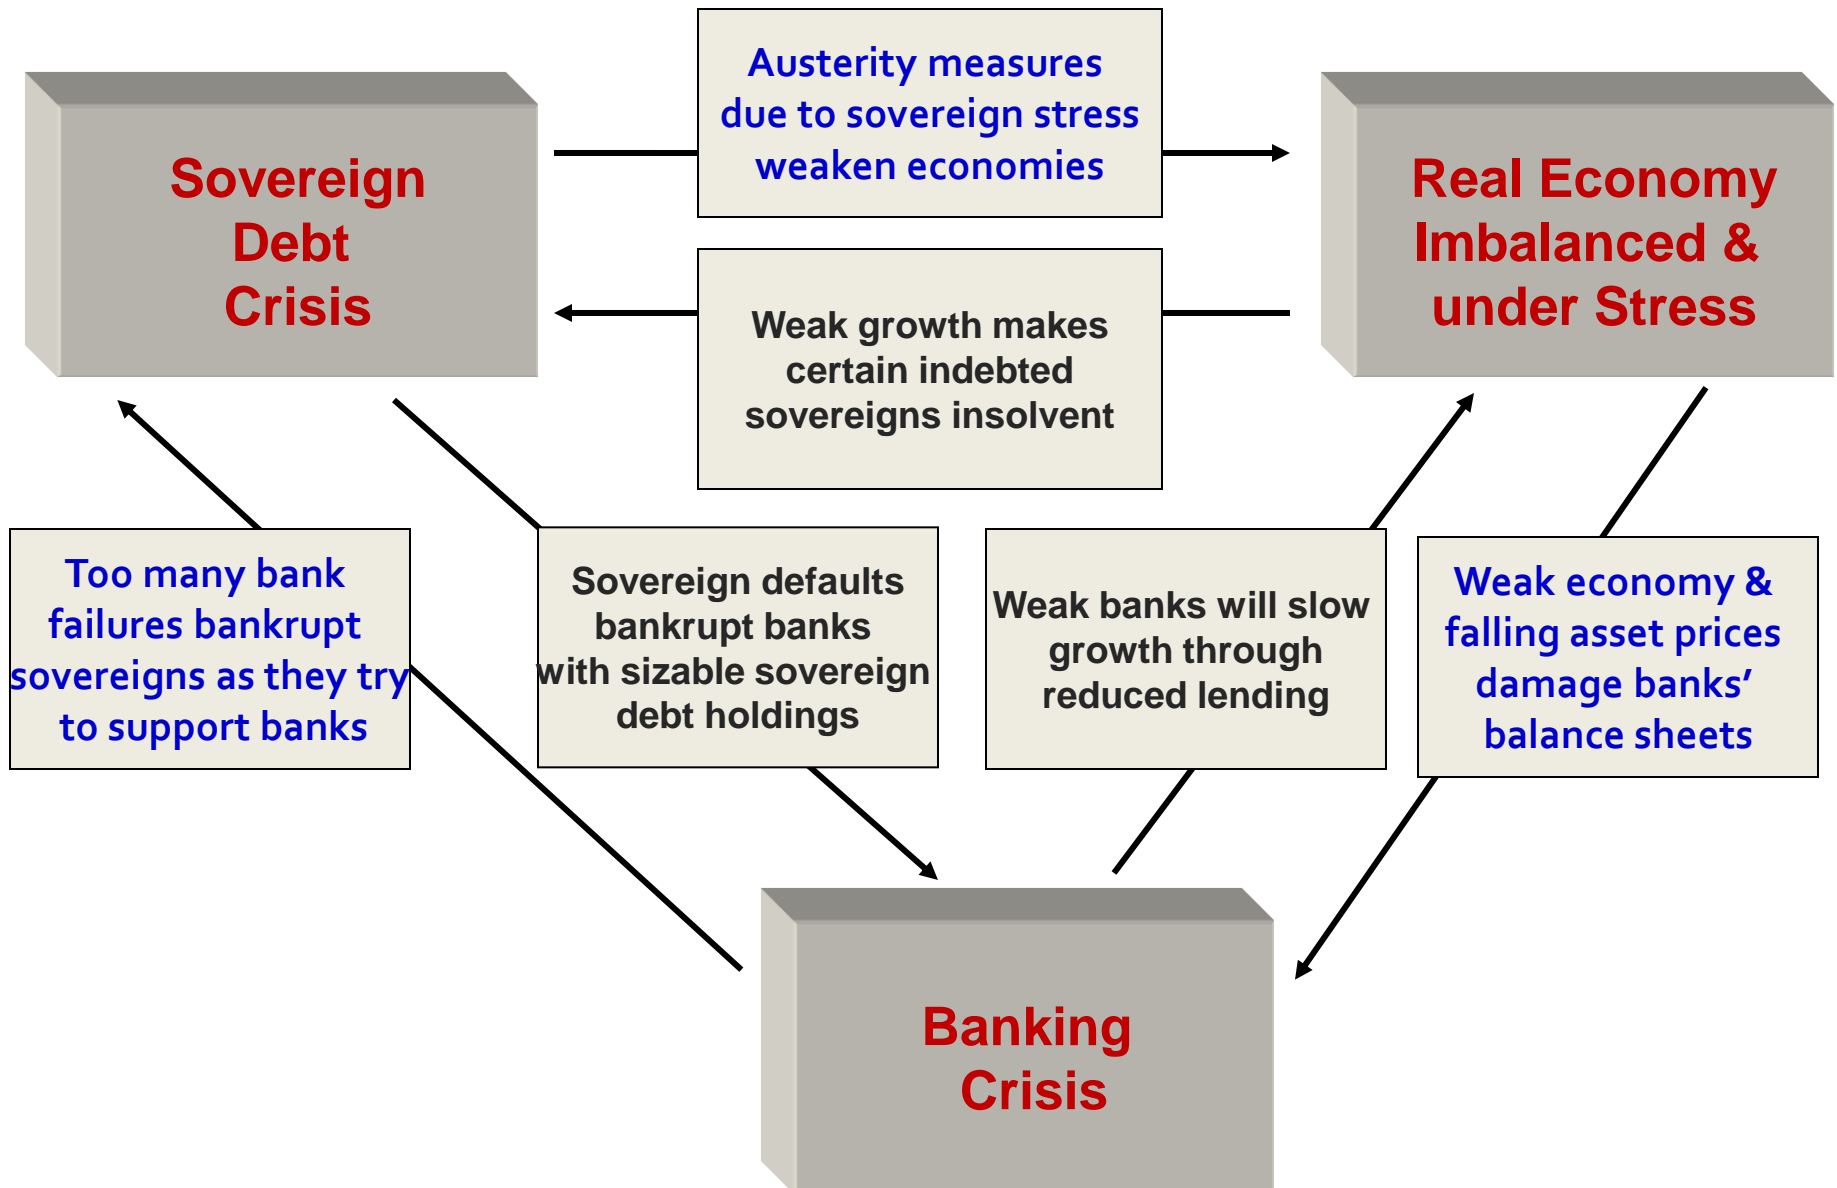 Austerity measures
due to sovereign stress
weaken economies
Sovereign
Debt
Crisis
Real Economy
Imbalanced &
under Stress
Weak growth makes
certain indebted
sovereigns insolvent
Too many bank
failures bankrupt
sovereigns as they try
to support banks
Sovereign defaults
bankrupt banks
with sizable sovereign
debt holdings
Weak banks will slow
growth through
reduced lending
Weak economy &
falling asset prices
damage banks’
balance sheets
Banking
Crisis